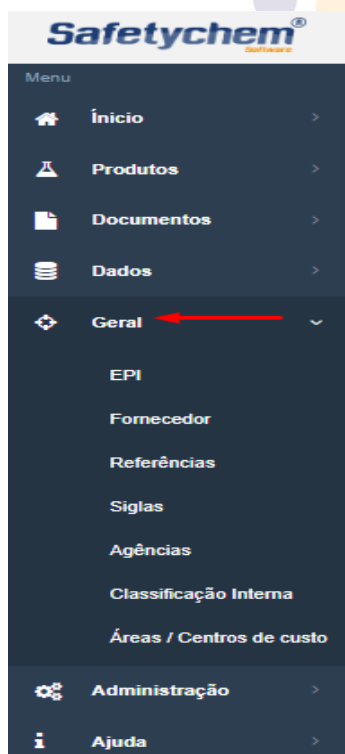 Safetychem®
Software
Menu
Ínicio
Produtos
Documentos
Dados
Geral
EPI
Fornecedor
Referências
Siglas
Agências
Classificação Interna
Áreas / Centros de custo
Administração
Ajuda